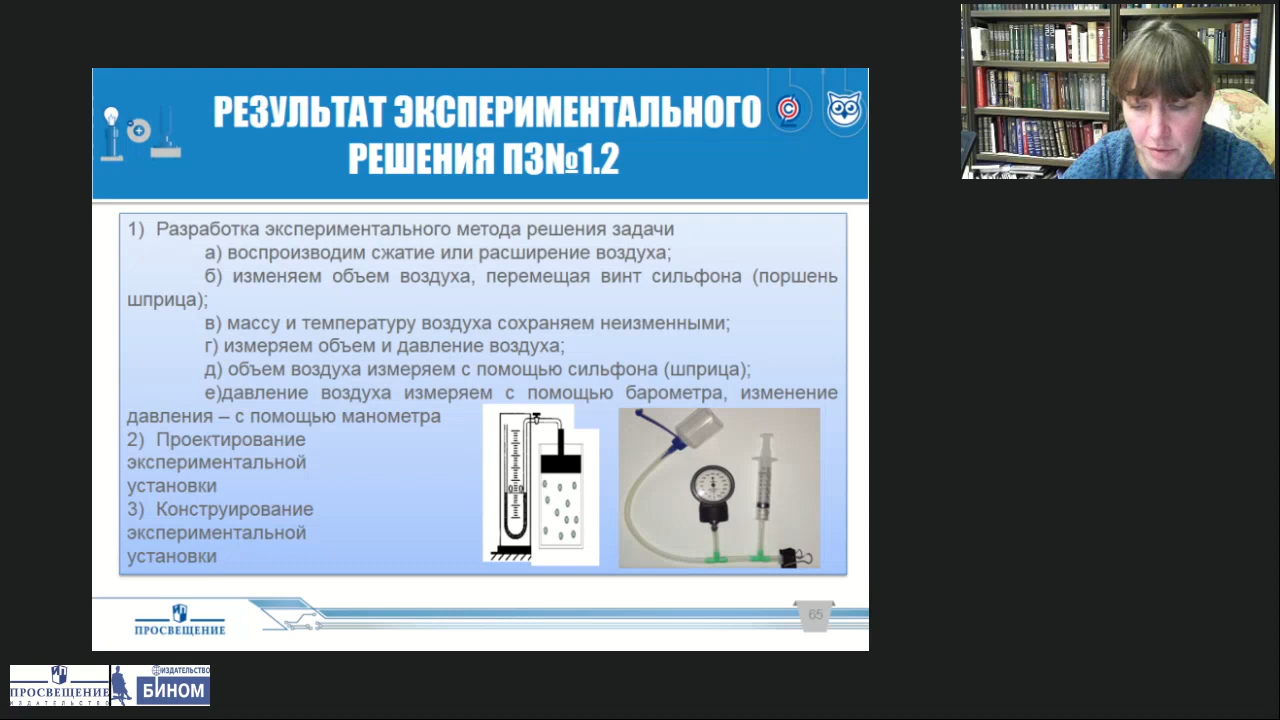 РЕЗУЛЬТАТ ЭКСПЕРИМЕНТАЛЬНОГО
РЕШЕНИЯ ПЗ№1.2
1) Разработка экспериментального метода решения задачи
а) воспроизводим сжатие или расширение воздуха;
б) изменяем объем воздуха, перемещая винт сильфона (поршень
шприца);
в) массу и температуру воздуха сохраняем неизменными;
г) измеряем объем и давление воздуха;
д) объем воздуха измеряем с помощью сильфона (шприца);
е)давление воздуха измеряем с помощью барометра, изменение
давления – с помощью манометра
2) Проектирование
экспериментальной
установки
3) Конструирование
экспериментальной
установки
ПРОСВЕЩЕНИЕ
65
ПРОСВЕЩЕНИЕ
ИЗДАТЕЛЬСТВО
ИЗДАТЕЛЬСТВО
БИНОМ